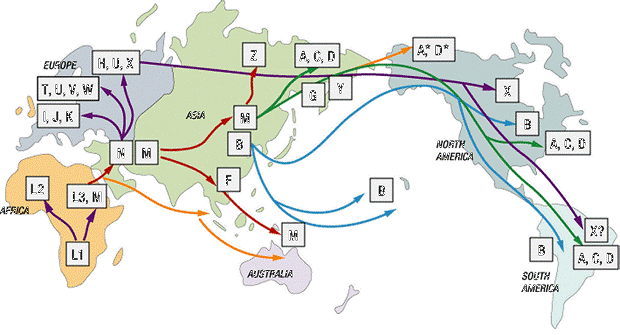 Z
A, C, D
A,* D*
EUROPE
H, U, X
T, U, V, W
G
Y
X
I, J, K
ASIA
M
B
B
N
M
NORTH
AMERICA
A, C, D
F
L2
L3, M
B
AFRICA
M
X?
L1
B
A, C, D
AUSTRALIA
SOUTH
AMERICA